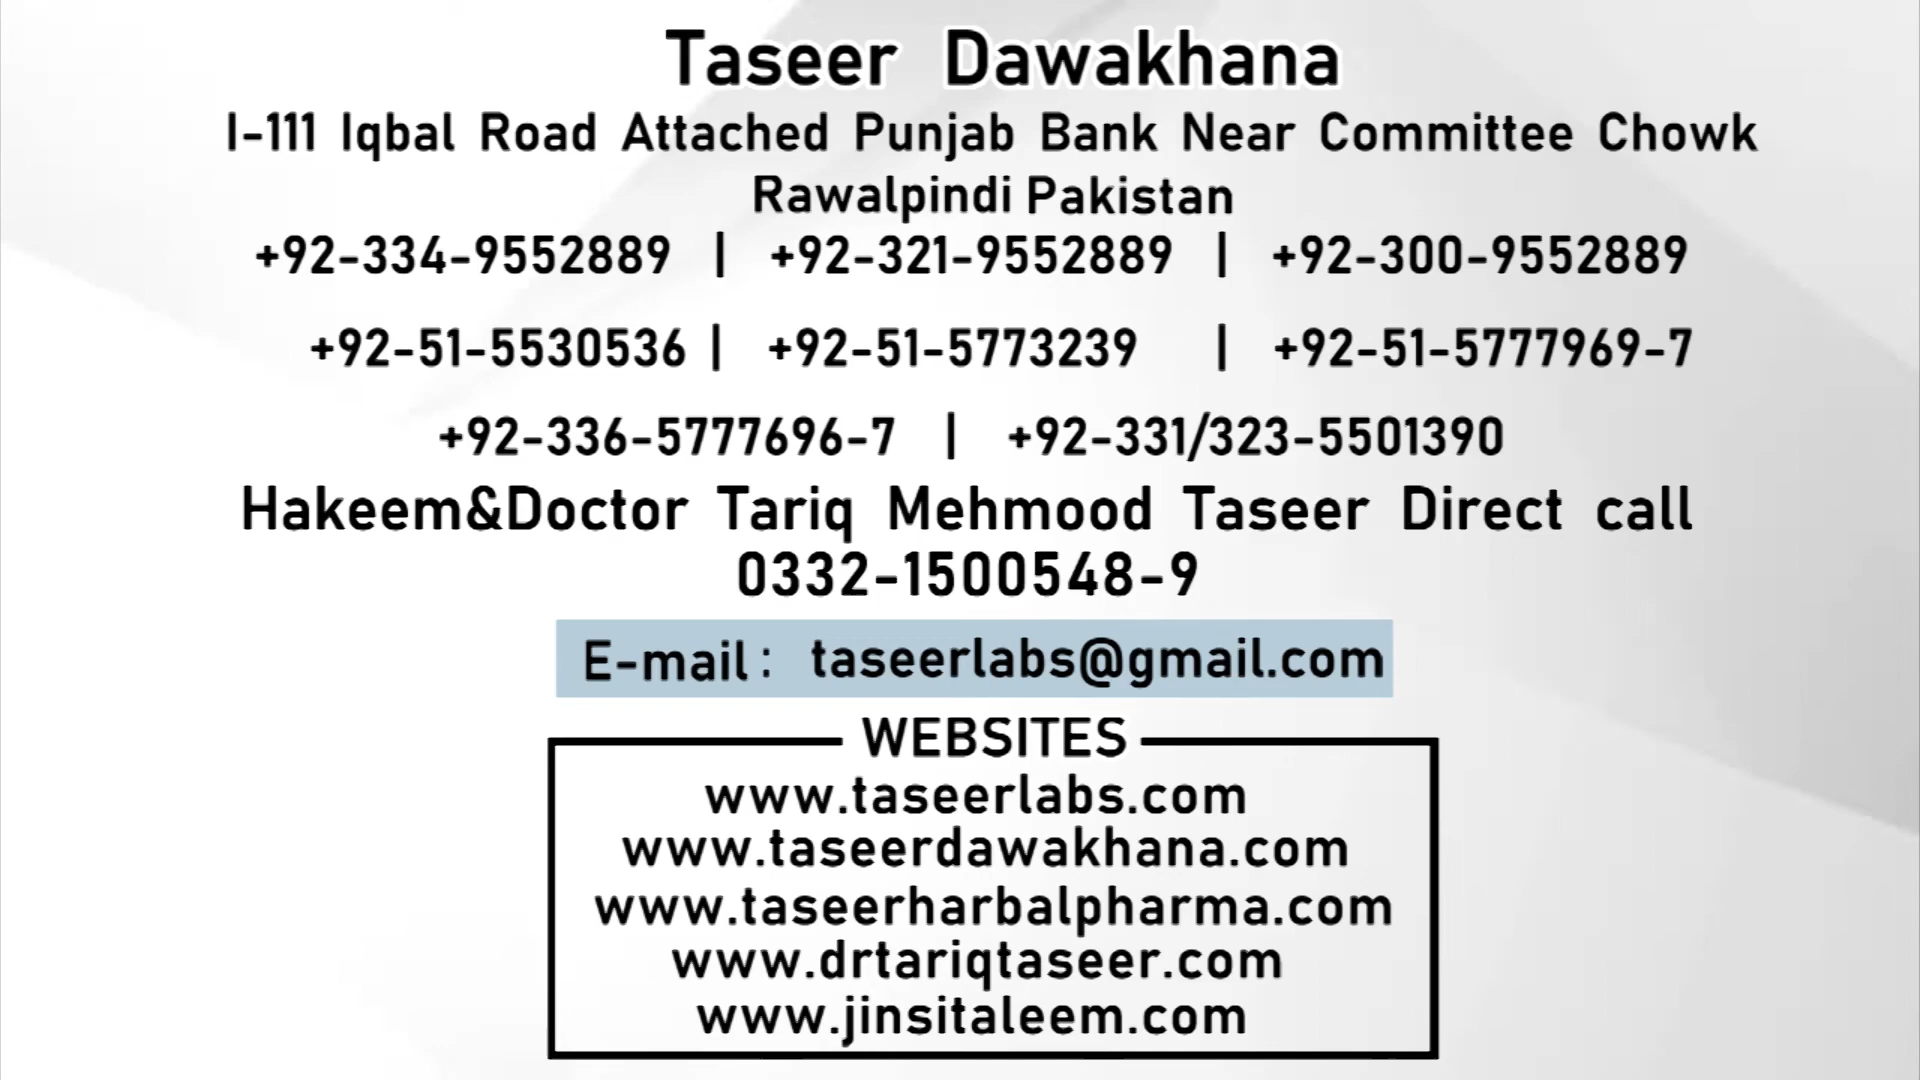 Taseer Dawakhana
I-111 Iqbal Road Attached Punjab Bank Near Committee Chowk
Rawalpindi Pakistan
+92-334-9552889 | +92-321-9552889 | +92-300-9552889
+92-51-5530536 | +92-51-5773239 | +92-51-5777969-7
+92-336-5777696-7 | +92-331/323-5501390
Hakeem&Doctor Tariq Mehmood Taseer Direct call
0332-1500548-9
E-mail : taseerlabs@gmail.com
WEBSITES
www.taseerlabs.com
www.taseerdawakhana.com
www.taseerharbalpharma.com
www.drtariqtaseer.com
www.jinsitaleem.com